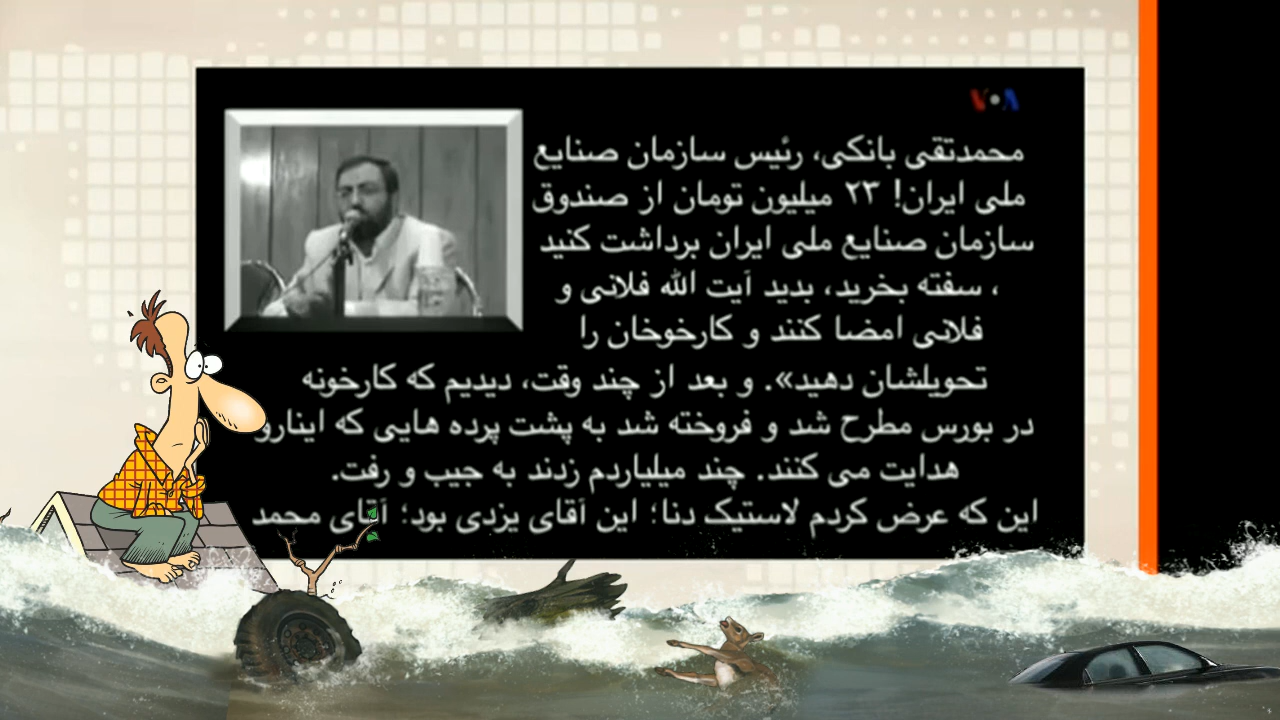 VOA
محمدتقی بانکی، رئیس سازمان صنایع
ملی ایران! ۲۳ میلیون تومان از صندوق
سازمان صنایع ملی ایران برداشت کنید
، سفته بخرید، بدید آیت الله فلانی و
فلانی امضا کنند و کارخوخان را
تحویلشان دهید». و بعد از چند وقت، دیدیم که کارخونه
در بورس مطرح شد و فروخته شد به پشت پرده هایی که اینارو
هدایت می کنند. چند میلیاردم زدند به جیب و رفت.
این که عرض کردم لاستیک دنا؛ این آقای یزدی بود؛ آقای محمد